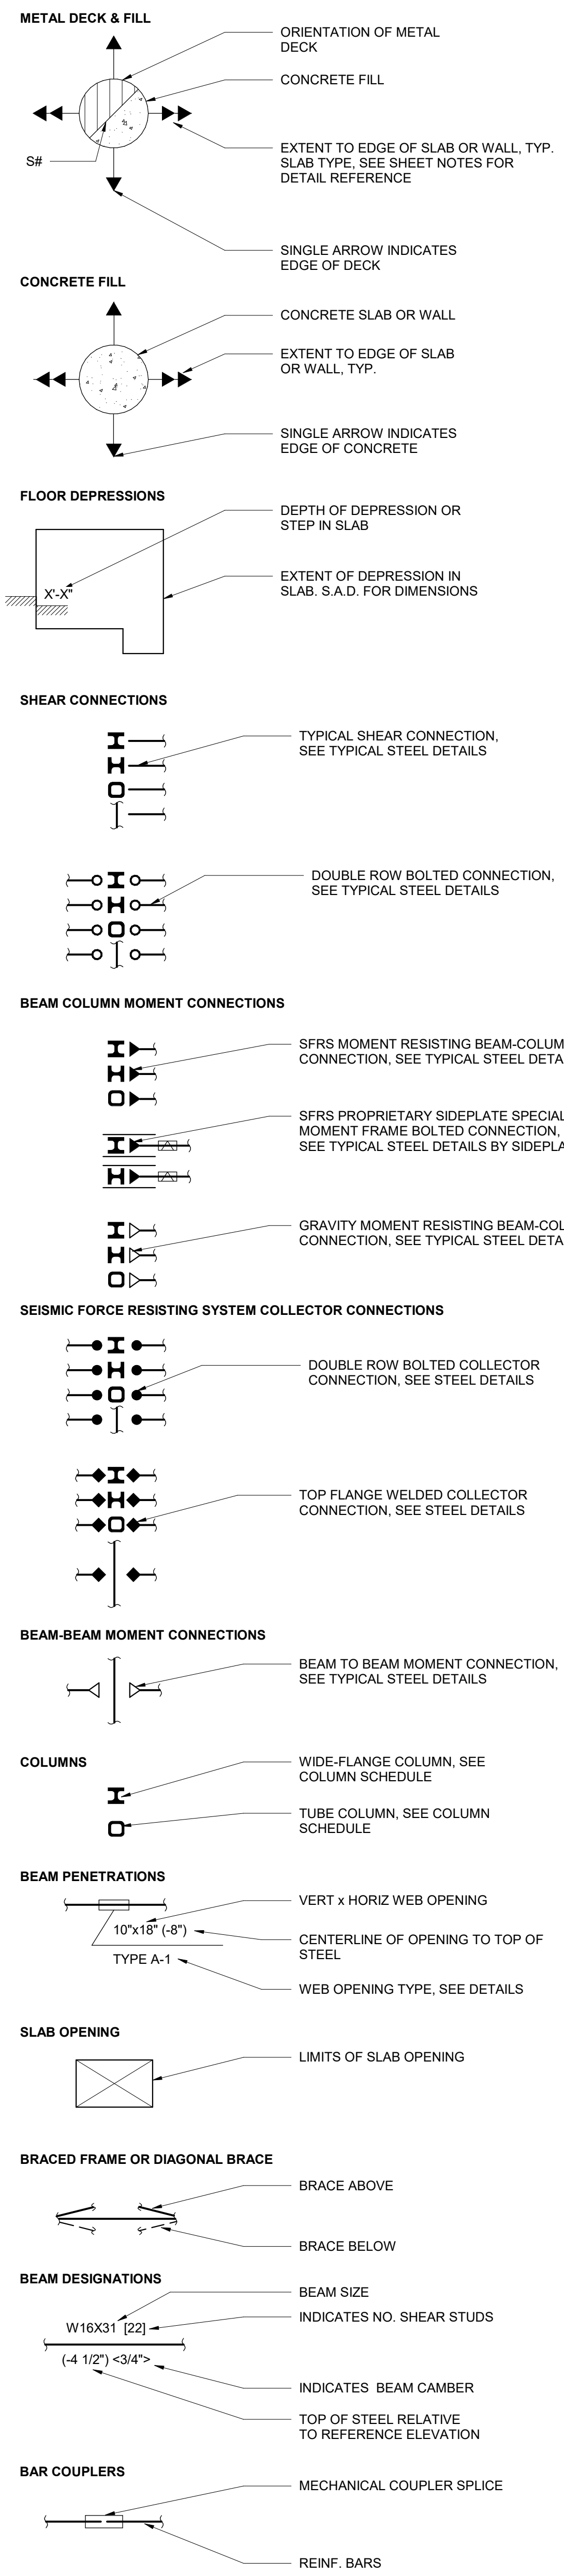 METAL DECK & FILL
ORIENTATION OF METAL
DECK
CONCRETE FILL
EXTENT TO EDGE OF SLAB OR WALL, TYP.
SLAB TYPE, SEE SHEET NOTES FOR
DETAIL REFERENCE
S#
SINGLE ARROW INDICATES
EDGE OF DECK
CONCRETE FILL
CONCRETE SLAB OR WALL
EXTENT TO EDGE OF SLAB
OR WALL, TYP.
SINGLE ARROW INDICATES
EDGE OF CONCRETE
FLOOR DEPRESSIONS
DEPTH OF DEPRESSION OR
STEP IN SLAB
X'-X"
EXTENT OF DEPRESSION IN
SLAB. S.A.D. FOR DIMENSIONS
SHEAR CONNECTIONS
TYPICAL SHEAR CONNECTION,
SEE TYPICAL STEEL DETAILS
DOUBLE ROW BOLTED CONNECTION,
SEE TYPICAL STEEL DETAILS
BEAM COLUMN MOMENT CONNECTIONS
SFRS MOMENT RESISTING BEAM-COLUM
CONNECTION, SEE TYPICAL STEEL DETA
SFRS PROPRIETARY SIDEPLATE SPECIAL
MOMENT FRAME BOLTED CONNECTION,
SEE TYPICAL STEEL DETAILS BY SIDEPLA
GRAVITY MOMENT RESISTING BEAM-COL
CONNECTION, SEE TYPICAL STEEL DETA
SEISMIC FORCE RESISTING SYSTEM COLLECTOR CONNECTIONS
DOUBLE ROW BOLTED COLLECTOR
CONNECTION, SEE STEEL DETAILS
TOP FLANGE WELDED COLLECTOR
CONNECTION, SEE STEEL DETAILS
BEAM-BEAM MOMENT CONNECTIONS
BEAM TO BEAM MOMENT CONNECTION,
SEE TYPICAL STEEL DETAILS
COLUMNS
WIDE-FLANGE COLUMN, SEE
COLUMN SCHEDULE
TUBE COLUMN, SEE COLUMN
SCHEDULE
BEAM PENETRATIONS
VERT x HORIZ WEB OPENING
10"x18" (-8")
CENTERLINE OF OPENING TO TOP OF
STEEL
TYPE A-1
WEB OPENING TYPE, SEE DETAILS
SLAB OPENING
LIMITS OF SLAB OPENING
BRACED FRAME OR DIAGONAL BRACE
BRACE ABOVE
BRACE BELOW
BEAM DESIGNATIONS
BEAM SIZE
W16X31 [22]
INDICATES NO. SHEAR STUDS
(-4 1/2") <3/4">
INDICATES BEAM CAMBER
TOP OF STEEL RELATIVE
TO REFERENCE ELEVATION
BAR COUPLERS
MECHANICAL COUPLER SPLICE
REINF. BARS